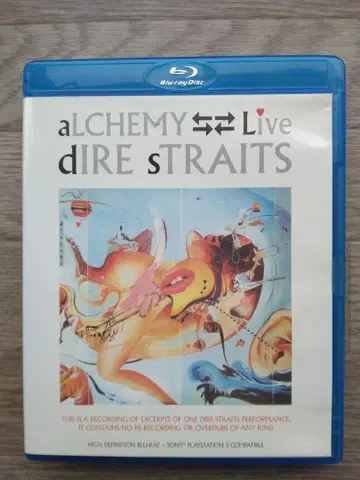 Blu-ray Disc
aLCHEMY Live
dIRE sTRAITS
THIS IS A RECORDING OF EXCERPTS OF ONE DIRE STRAITS PERFORMANCE,
IT CONTAINS NO RE-RECORDING OR OVERDUBS OF ANY KIND.
HIGH DEFINITION BLU-RAY – SONY PLAYSTATION 3 COMPATIBLE